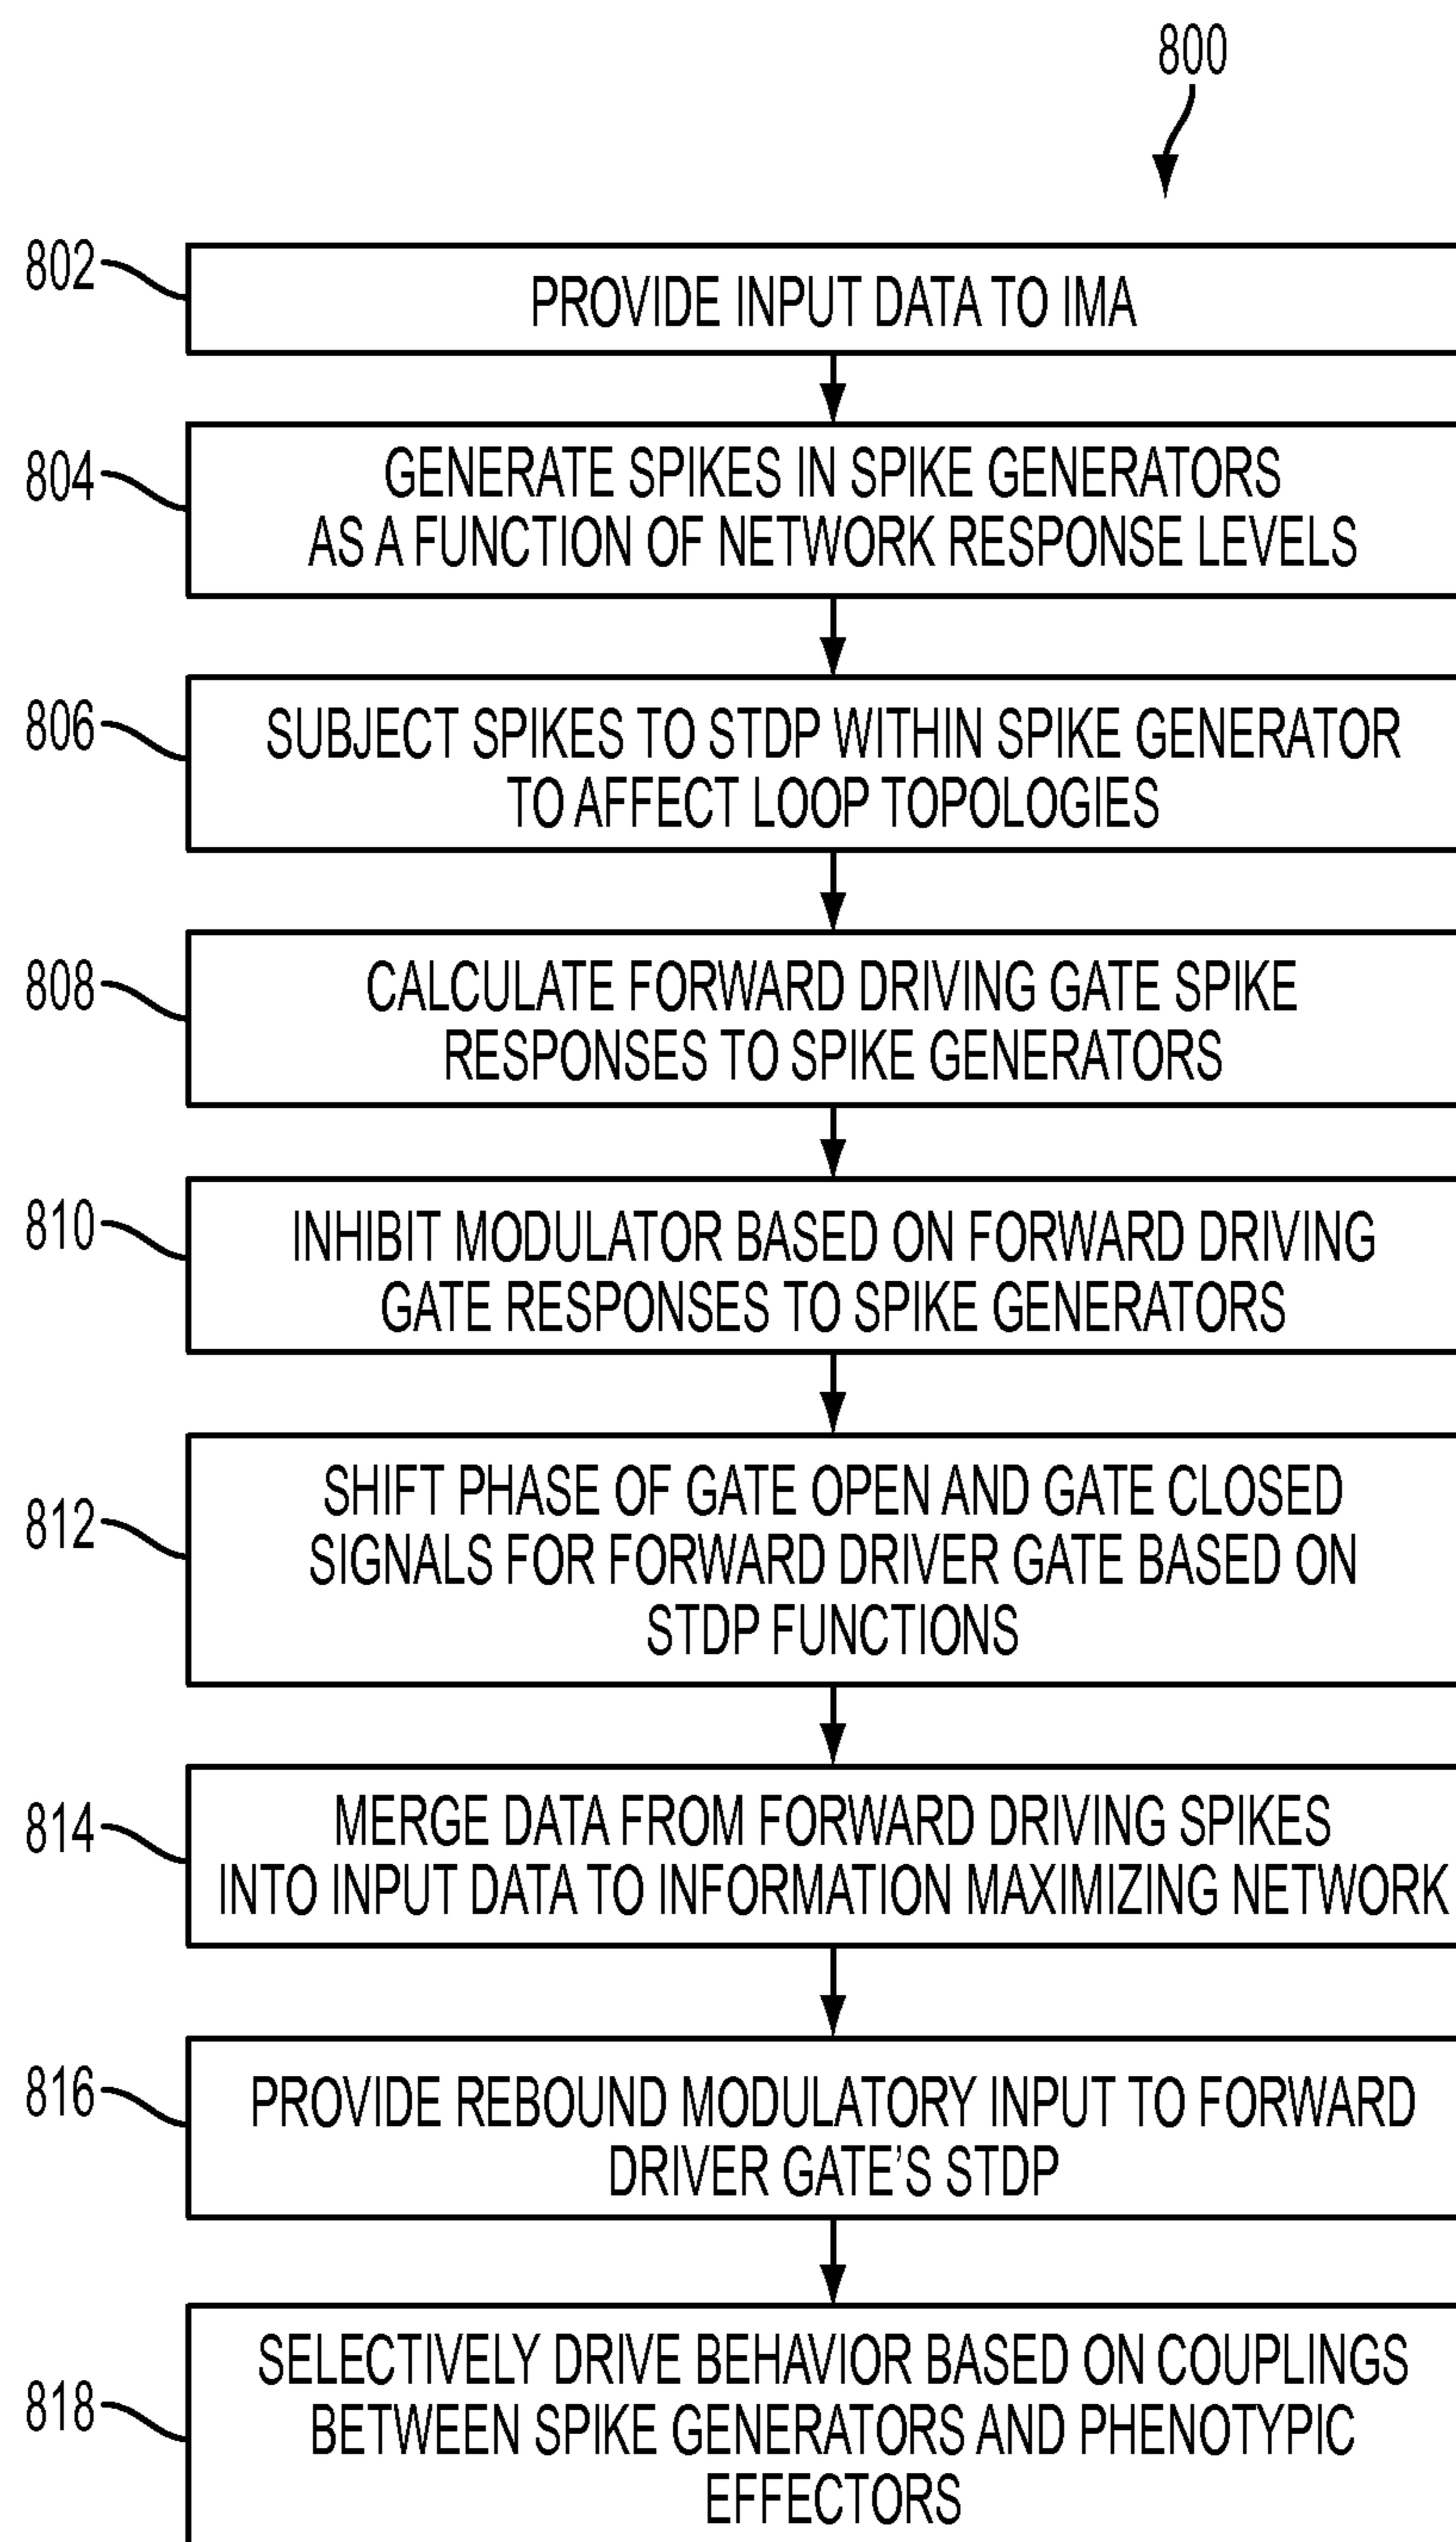 800
802
PROVIDE INPUT DATA TO IMA
804
GENERATE SPIKES IN SPIKE GENERATORS
AS A FUNCTION OF NETWORK RESPONSE LEVELS
806
SUBJECT SPIKES TO STDP WITHIN SPIKE GENERATOR
TO AFFECT LOOP TOPOLOGIES
808
CALCULATE FORWARD DRIVING GATE SPIKE
RESPONSES TO SPIKE GENERATORS
810
INHIBIT MODULATOR BASED ON FORWARD DRIVING
GATE RESPONSES TO SPIKE GENERATORS
812
SHIFT PHASE OF GATE OPEN AND GATE CLOSED
SIGNALS FOR FORWARD DRIVER GATE BASED ON
STDP FUNCTIONS
814
MERGE DATA FROM FORWARD DRIVING SPIKES
INTO INPUT DATA TO INFORMATION MAXIMIZING NETWORK
816
PROVIDE REBOUND MODULATORY INPUT TO FORWARD
DRIVER GATE'S STDP
818
SELECTIVELY DRIVE BEHAVIOR BASED ON COUPLINGS
BETWEEN SPIKE GENERATORS AND PHENOTYPIC
EFFECTORS